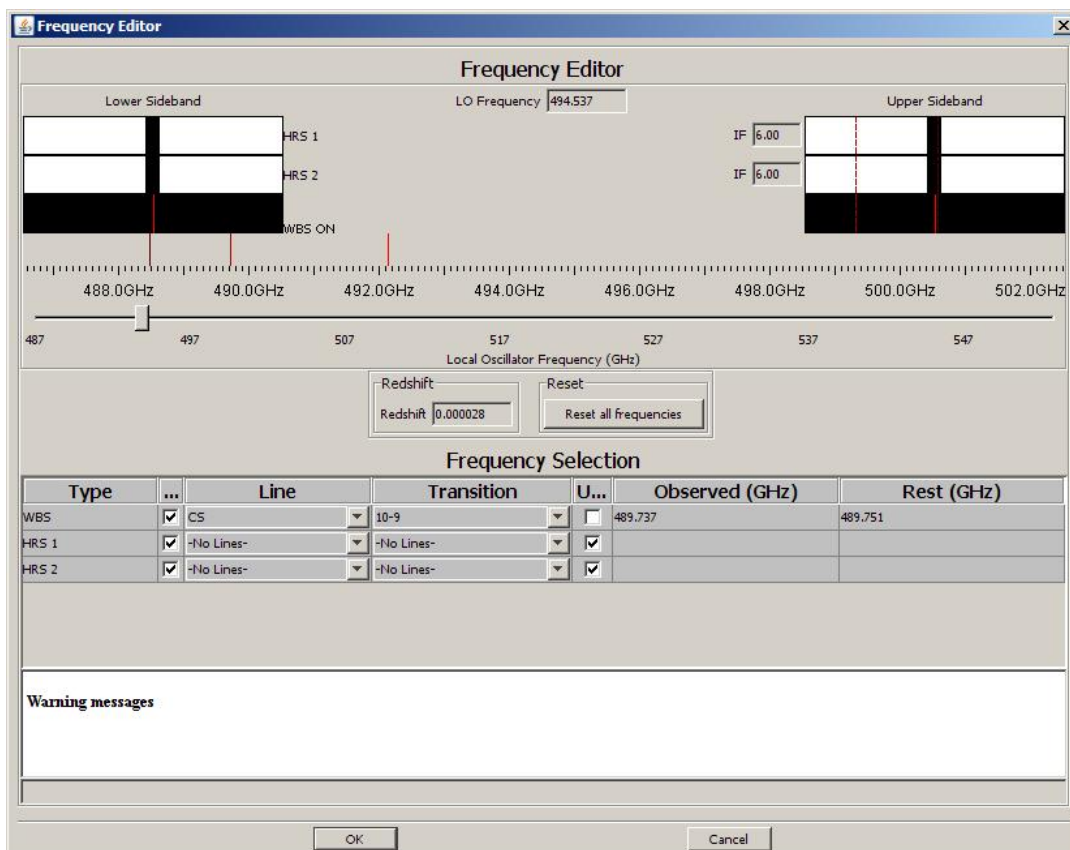 Frequency Editor
Frequency Editor
Lower Sideband LO Frequency 494.537 Upper Sideband
HRS 1 IF 6.00
HRS 2 IF 6.00
WBS ON
488.0GHz 490.0GHz 492.0GHz 494.0GHz 496.0GHz 498.0GHz 500.0GHz 502.0GHz
487 497 507 517 527 537 547
Local Oscillator Frequency (GHz)
Redshift Reset
Redshift 0.000028 Reset all frequencies
Frequency Selection
Type ... Line Transition U... Observed (GHz) Rest (GHz)
WBS CS 10-9 489.737 489.751
HRS 1 -No Lines- -No Lines-
HRS 2 -No Lines- -No Lines-
Warning messages
OK Cancel